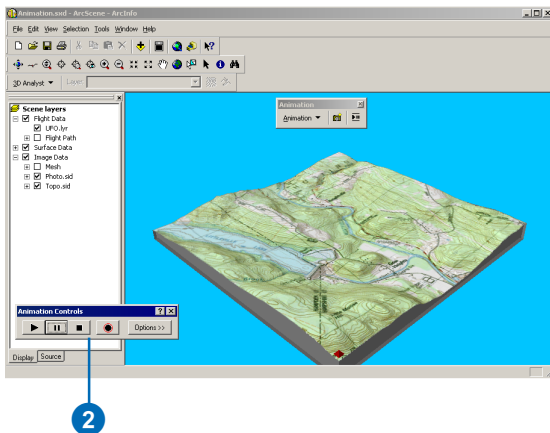 Animation.sxd - ArcScene - ArcInfo
File Edit View Selection Tools Window Help
3D Analyst Layer:
Scene layers
Flight Data
UFO.lyr
Flight Path
Surface Data
Image Data
Mesh
Photo.sid
Topo.sid
Animation
Animation
Animation Controls
Options >>
Display Source
2